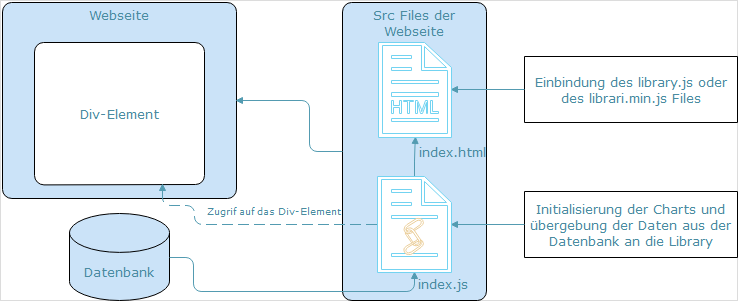 Webseite
Div-Element
Src Files der
Webseite
HTML
index.html
Einbindung des library.js oder
des librari.min.js Files
Zugrif auf das Div-Element
Initialisierung der Charts und
übergebung der Daten aus der
Datenbank an die Library
Datenbank
index.js